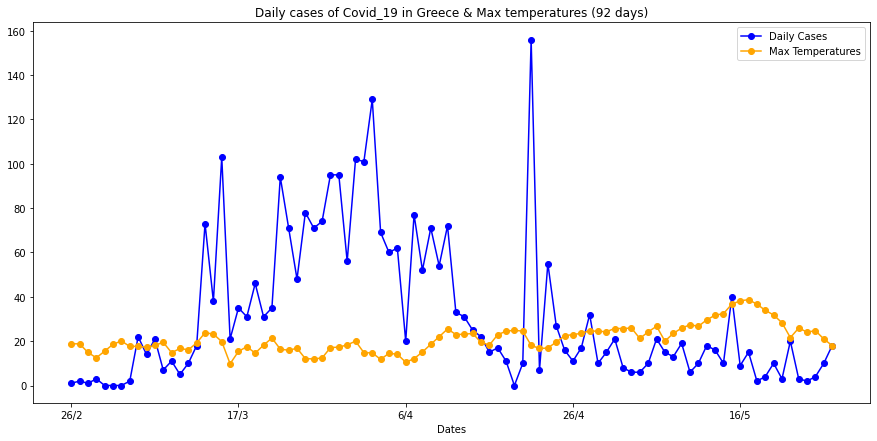 Daily cases of Covid_19 in Greece & Max temperatures (92 days)
Daily Cases
Max Temperatures
160
140
120
100
80
60
40
20
0
26/2 17/3 6/4 26/4 16/5
Dates